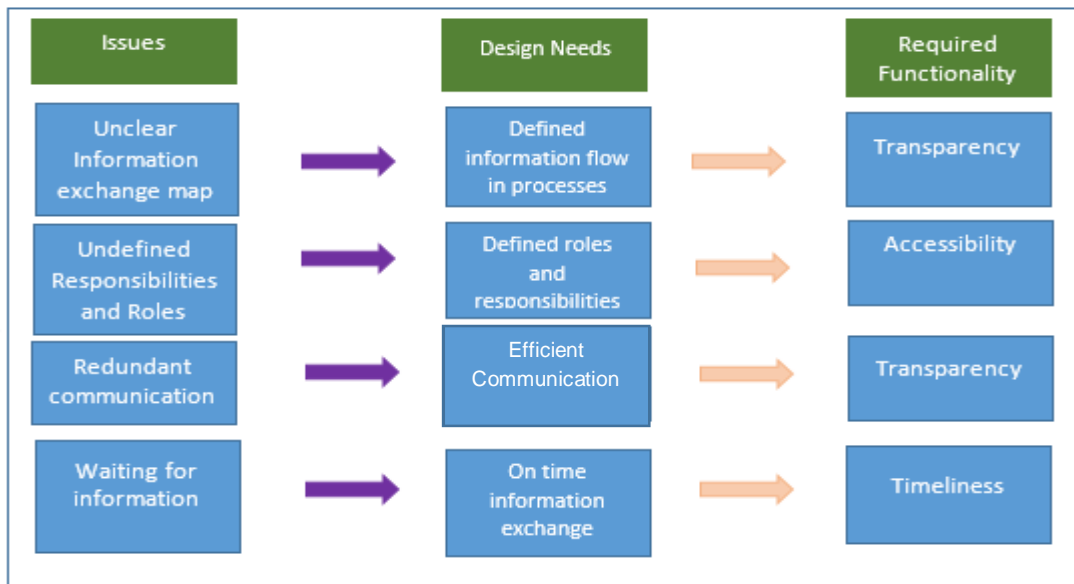 Issues
Design Needs
Required
Functionality
Unclear
Information
exchange map
Defined
information flow
in processes
Transparency
Undefined
Responsibilities
and Roles
Defined roles
and
responsibilities
Accessibility
Redundant
communication
Efficient
Communication
Transparency
Waiting for
information
On time
information
exchange
Timeliness